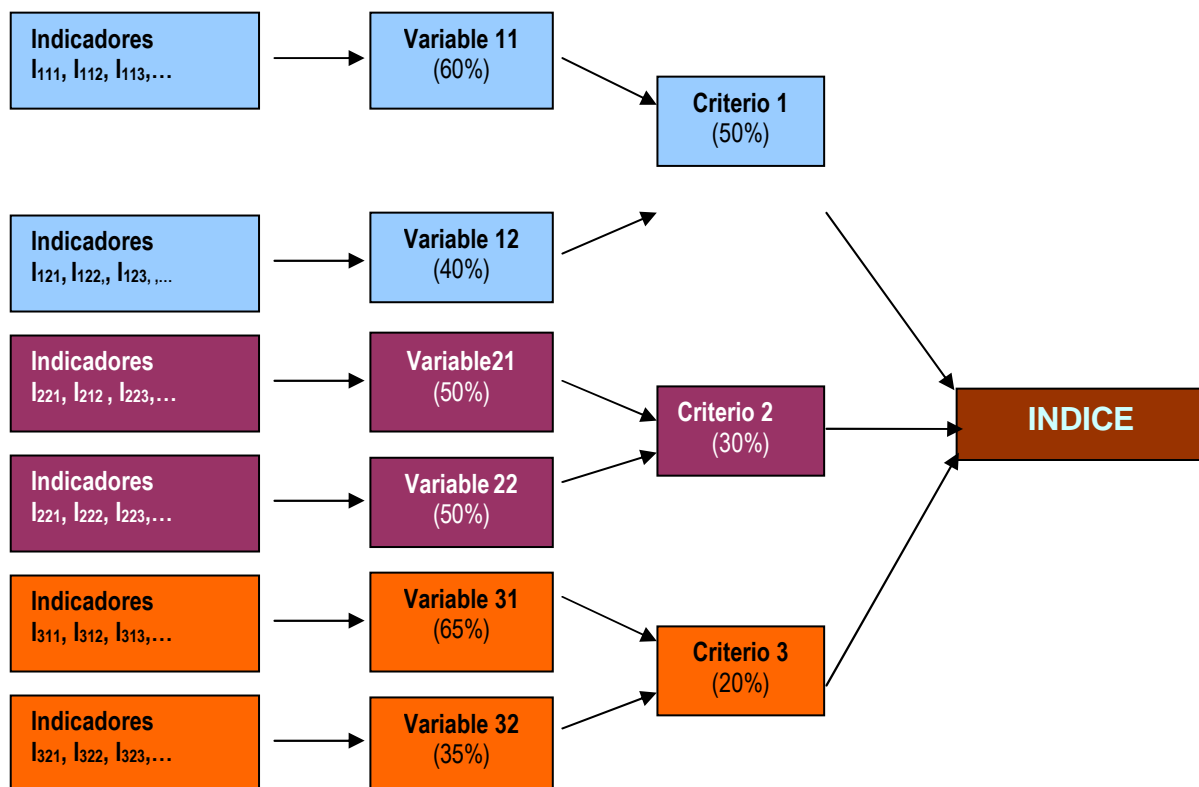 Indicadores
I111, I112, I113,…
Variable 11
(60%)
Criterio 1
(50%)
Indicadores
I121, I122,, I123, ,…
Variable 12
(40%)
Indicadores
I221, I212 , I223,…
Variable21
(50%)
Criterio 2
(30%)
INDICE
Indicadores
I221, I222, I223,…
Variable 22
(50%)
Indicadores
I311, I312, I313,…
Variable 31
(65%)
Criterio 3
(20%)
Indicadores
I321, I322, I323,…
Variable 32
(35%)